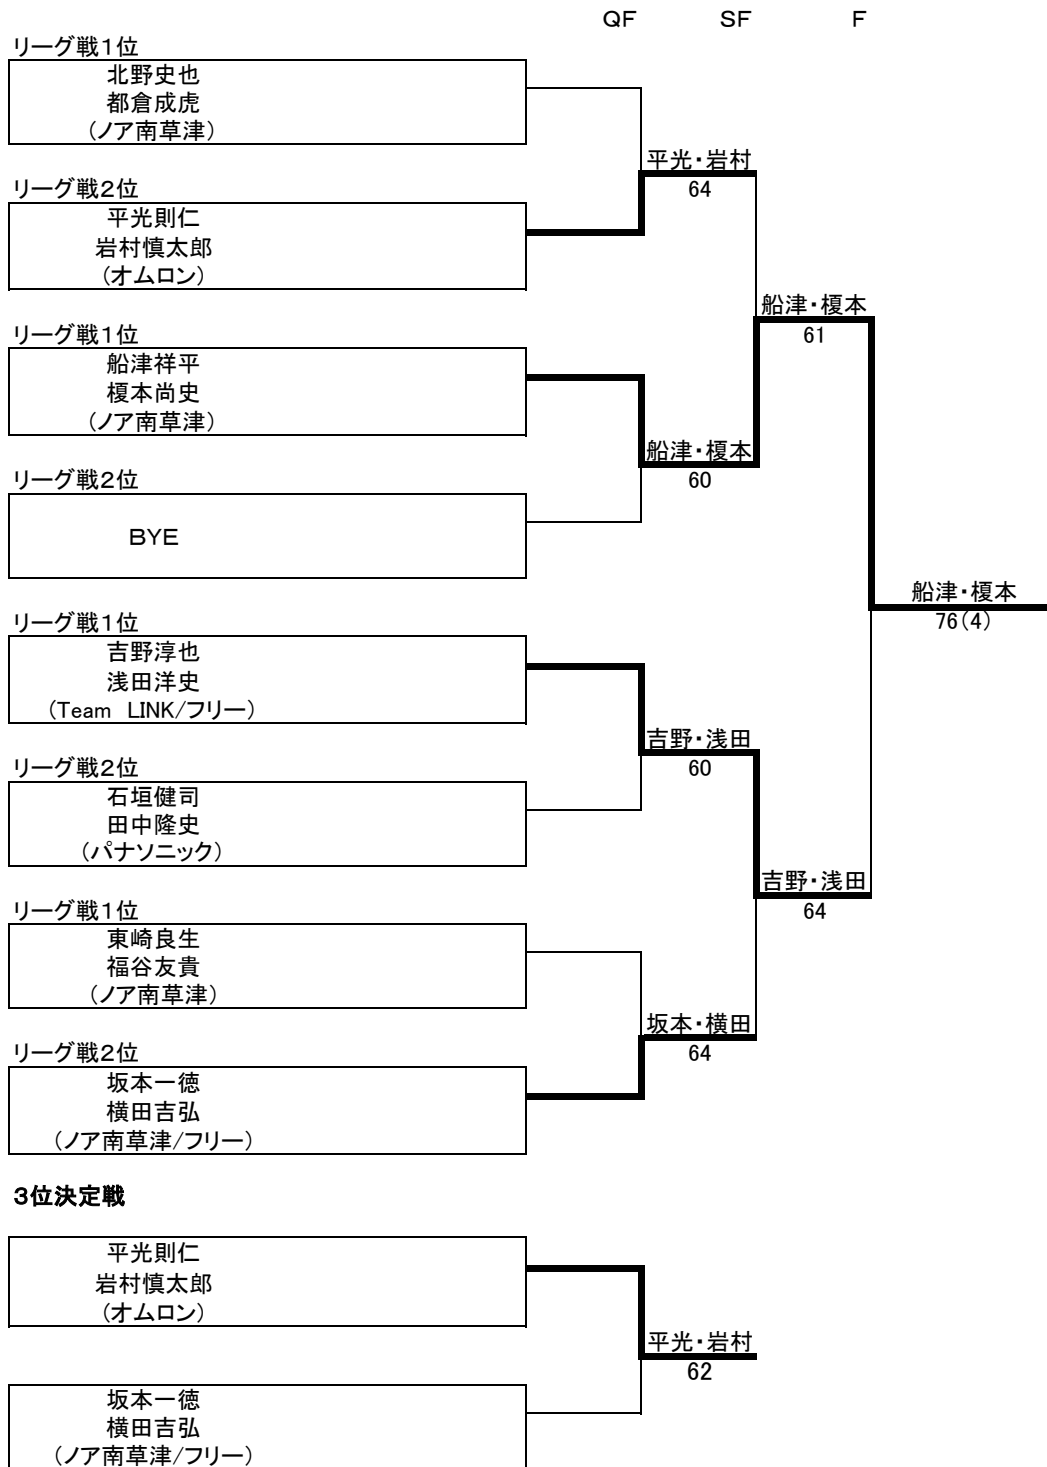 QF SF F
リーグ戦1位
北野史也
都倉成虎
(ノア南草津)
平光・岩村
64
リーグ戦2位
平光則仁
岩村慎太郎
(オムロン)
船津・榎本
61
リーグ戦1位
船津祥平
榎本尚史
(ノア南草津)
船津・榎本
60
リーグ戦2位
BYE
船津・榎本
76(4)
リーグ戦1位
吉野淳也
浅田洋史
(Team LINK/フリー)
吉野・浅田
60
リーグ戦2位
石垣健司
田中隆史
(パナソニック)
吉野・浅田
64
リーグ戦1位
東崎良生
福谷友貴
(ノア南草津)
坂本・横田
64
リーグ戦2位
坂本一徳
横田吉弘
(ノア南草津/フリー)
3位決定戦
平光則仁
岩村慎太郎
(オムロン)
平光・岩村
62
坂本一徳
横田吉弘
(ノア南草津/フリー)